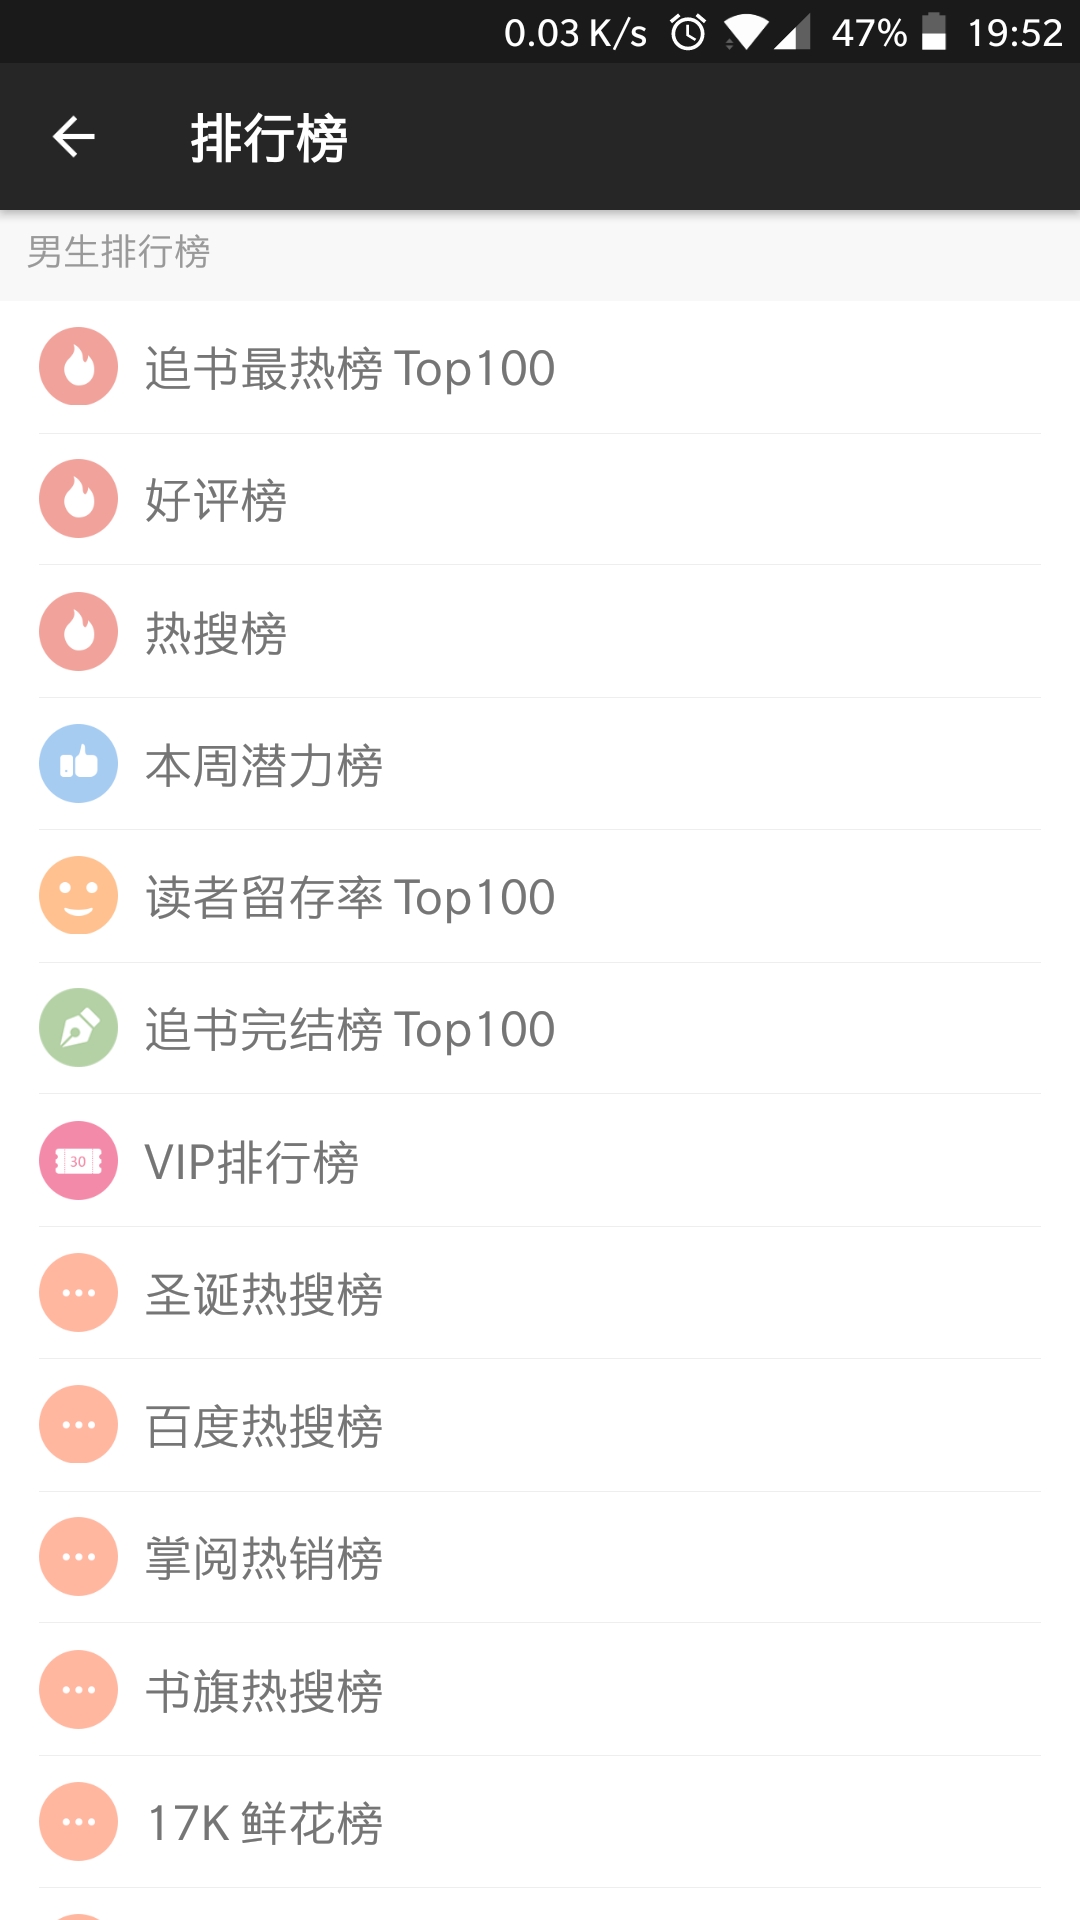 0.03 K/s 47% 19:52
排行榜
男生排行榜
追书最热榜 Top100
好评榜
热搜榜
本周潜力榜
读者留存率 Top100
追书完结榜 Top100
30 VIP排行榜
圣诞热搜榜
百度热搜榜
掌阅热销榜
书旗热搜榜
17K 鲜花榜